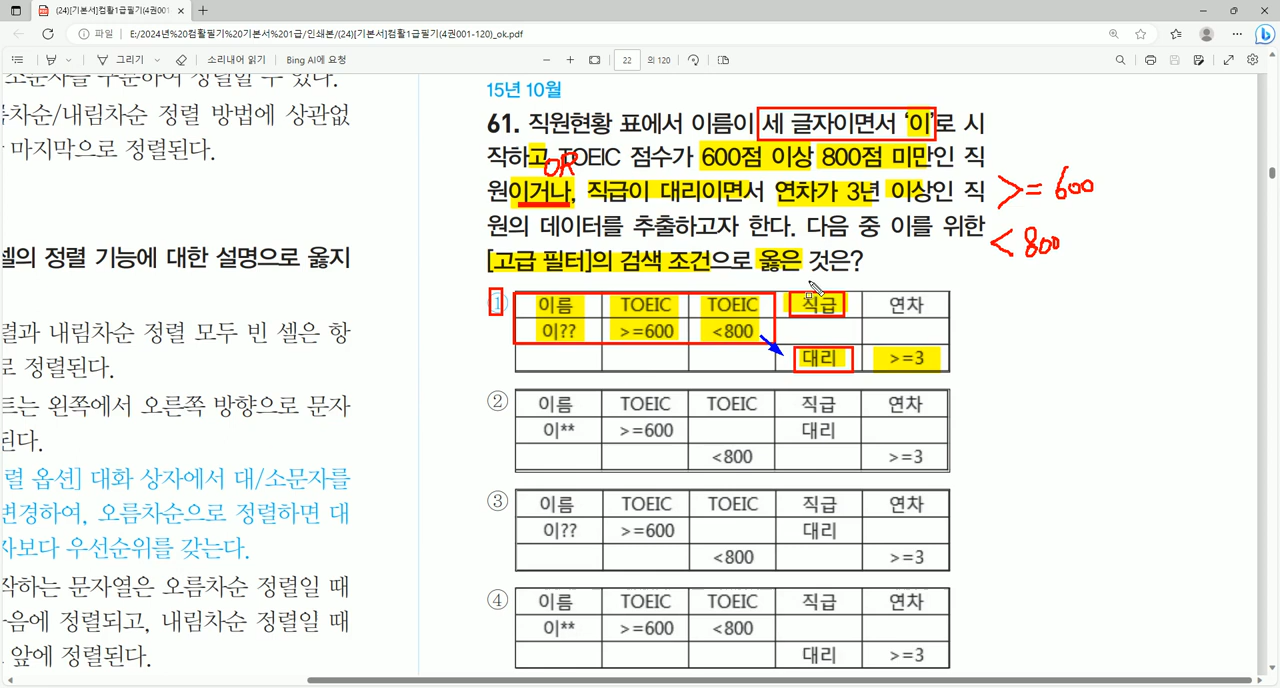 (24)[기본서]컴활1급필기(4권001
파일
E:/2024년%20컴활필기%20기본서%201급/인쇄본/(24)[기본서]컴활1급필기(4권001-120)_ok.pdf
그리기
소리내어 읽기
Bing AI에 요청
22
의 120
소문자를 구분하여 정렬할 수 있다.
름차순/내림차순 정렬 방법에 상관없
마지막으로 정렬된다.
셀의 정렬 기능에 대한 설명으로 옳지
렬과 내림차순 정렬 모두 빈 셀은 항
로 정렬된다.
트는 왼쪽에서 오른쪽 방향으로 문자
된다.
렬 옵션] 대화 상자에서 대/소문자를
변경하여, 오름차순으로 정렬하면 대
자보다 우선순위를 갖는다.
작하는 문자열은 오름차순 정렬일 때
음에 정렬되고, 내림차순 정렬일 때
앞에 정렬된다.
15년 10월
61. 직원현황 표에서 이름이 세 글자이면서 ‘이’로 시
작하고 TOEIC 점수가 600점 이상 800점 미만인 직
OR
원이거나, 직급이 대리이면서 연차가 3년 이상인 직
>= 600
원의 데이터를 추출하고자 한다. 다음 중 이를 위한
< 800
[고급 필터]의 검색 조건으로 옳은 것은?
① 이름 TOEIC TOEIC 직급 연차
이?? >=600 <800
대리 >=3
② 이름 TOEIC TOEIC 직급 연차
이** >=600 대리
<800 >=3
③ 이름 TOEIC TOEIC 직급 연차
이?? >=600 대리
<800 >=3
④ 이름 TOEIC TOEIC 직급 연차
이** >=600 <800
대리 >=3